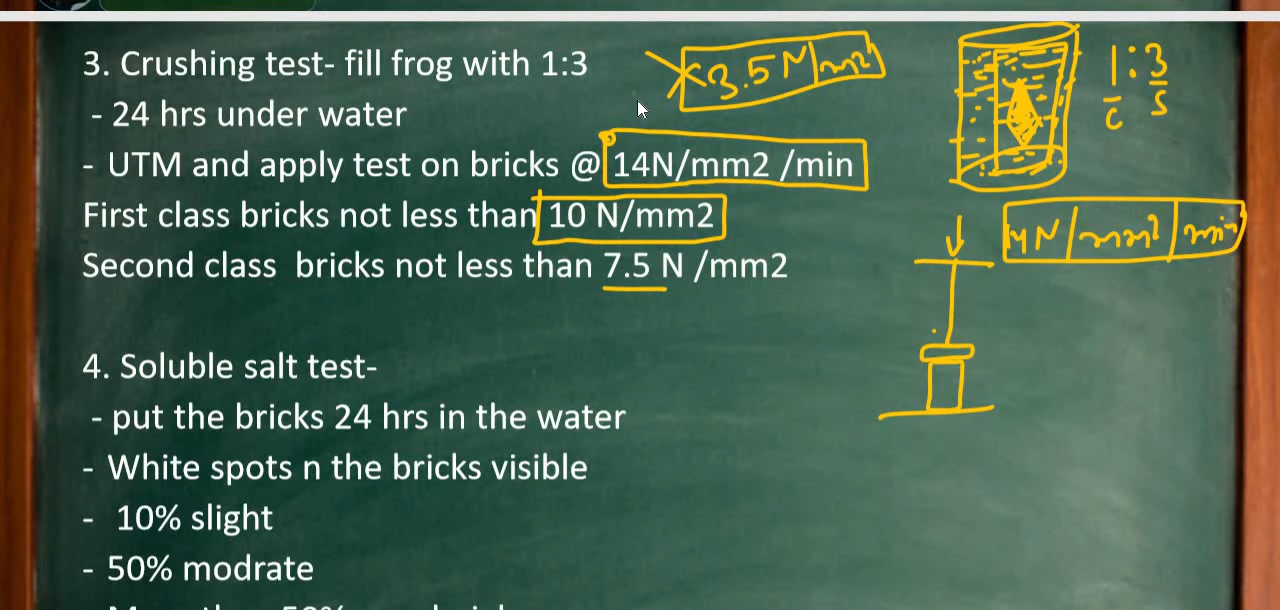 3. Crushing test- fill frog with 1:3
- 24 hrs under water
- UTM and apply test on bricks @ 14N/mm2 /min
First class bricks not less than 10 N/mm2
Second class bricks not less than 7.5 N /mm2
4. Soluble salt test-
- put the bricks 24 hrs in the water
- White spots n the bricks visible
- 10% slight
- 50% modrate
3.5 N/mm²
1:3
C S
14N/mm²/min